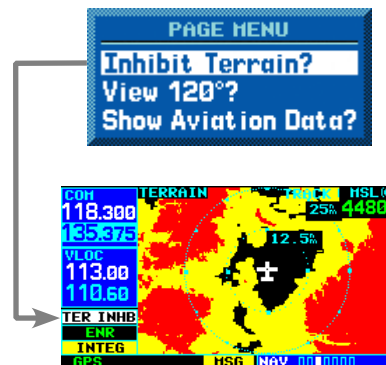 PAGE MENU
Inhibit Terrain?
View 120°?
Show Aviation Data?
COM TERRAIN TRACK MSL
118.300 25nm 4480
135.375 12.5nm
VLOC
113.00
110.60
TER INHB
ENR
INTEG
GPS MSG NAV